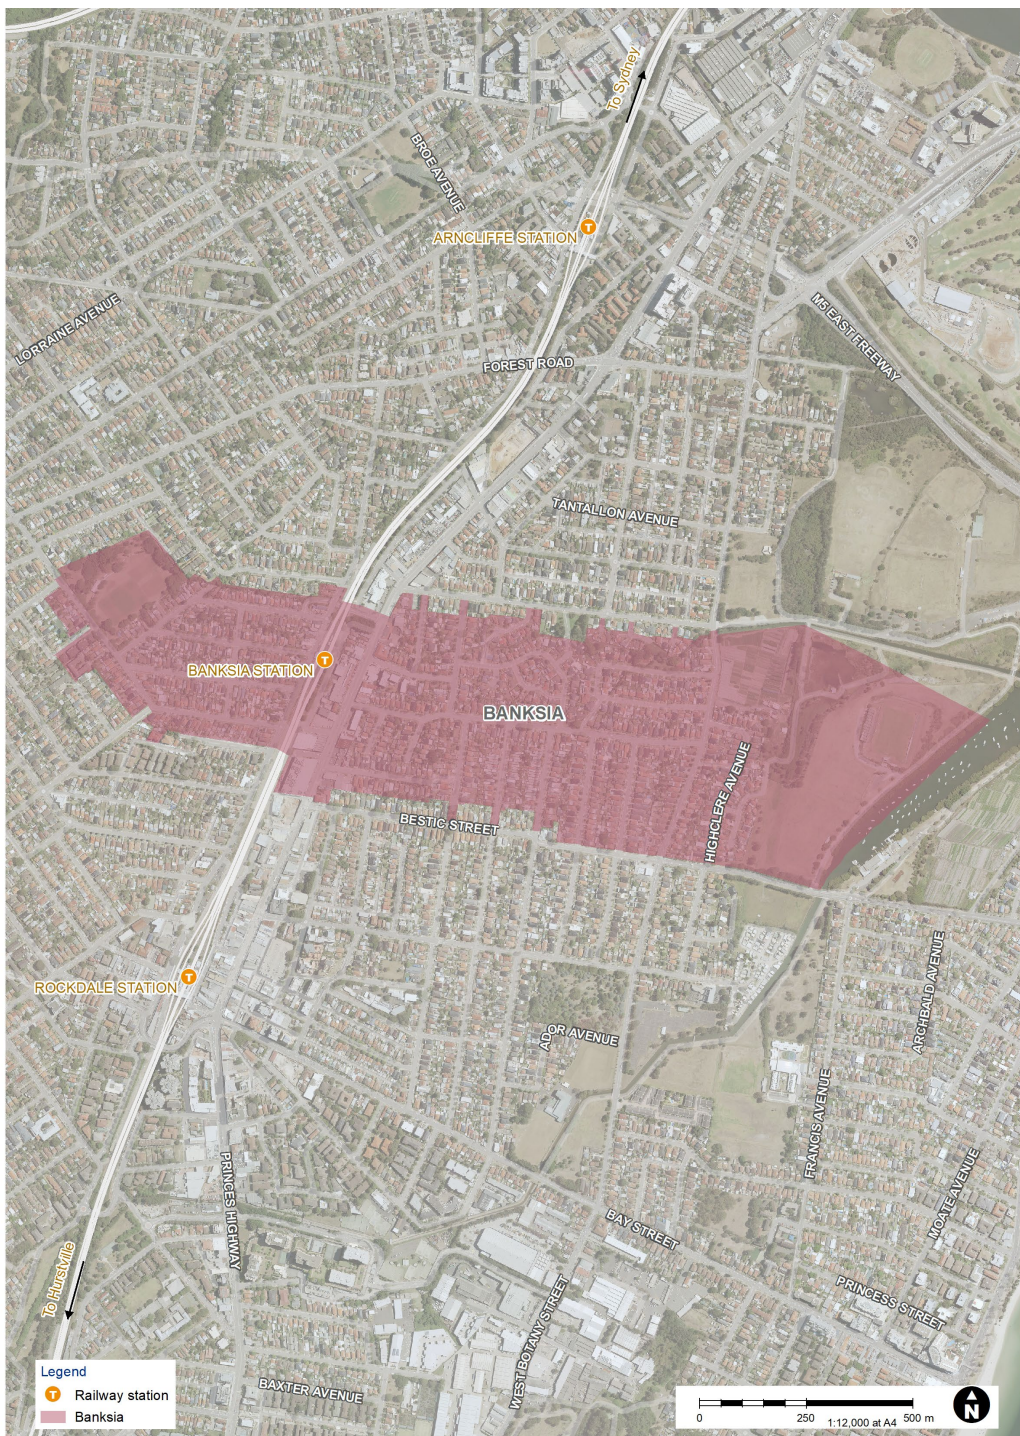 To Sydney
BROE AVENUE
ARNCLIFFE STATION
T
LORRAINE AVENUE
M5 EAST FREEWAY
FOREST ROAD
TANTALLON AVENUE
BANKSIA STATION
T
BANKSIA
HIGHCLERE AVENUE
BESTIC STREET
ROCKDALE STATION
T
ARCHBALD AVENUE
ADOR AVENUE
FRANCIS AVENUE
PRINCES HIGHWAY
MOATE AVENUE
BAY STREET
To Hurstville
PRINCESS STREET
WEST BOTANY STREET
BAXTER AVENUE
Legend
T Railway station
Banksia
0 250 500 m
1:12,000 at A4
N